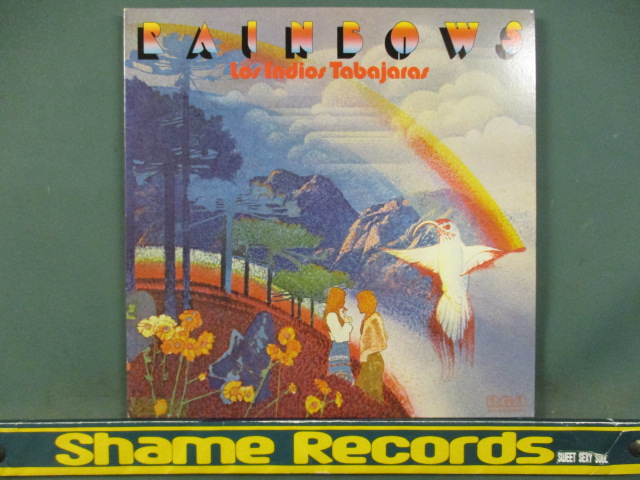 RAINBOWS
Los Indios Tabajaras
RCA
Shame Records
SWEET SEXY SOUL